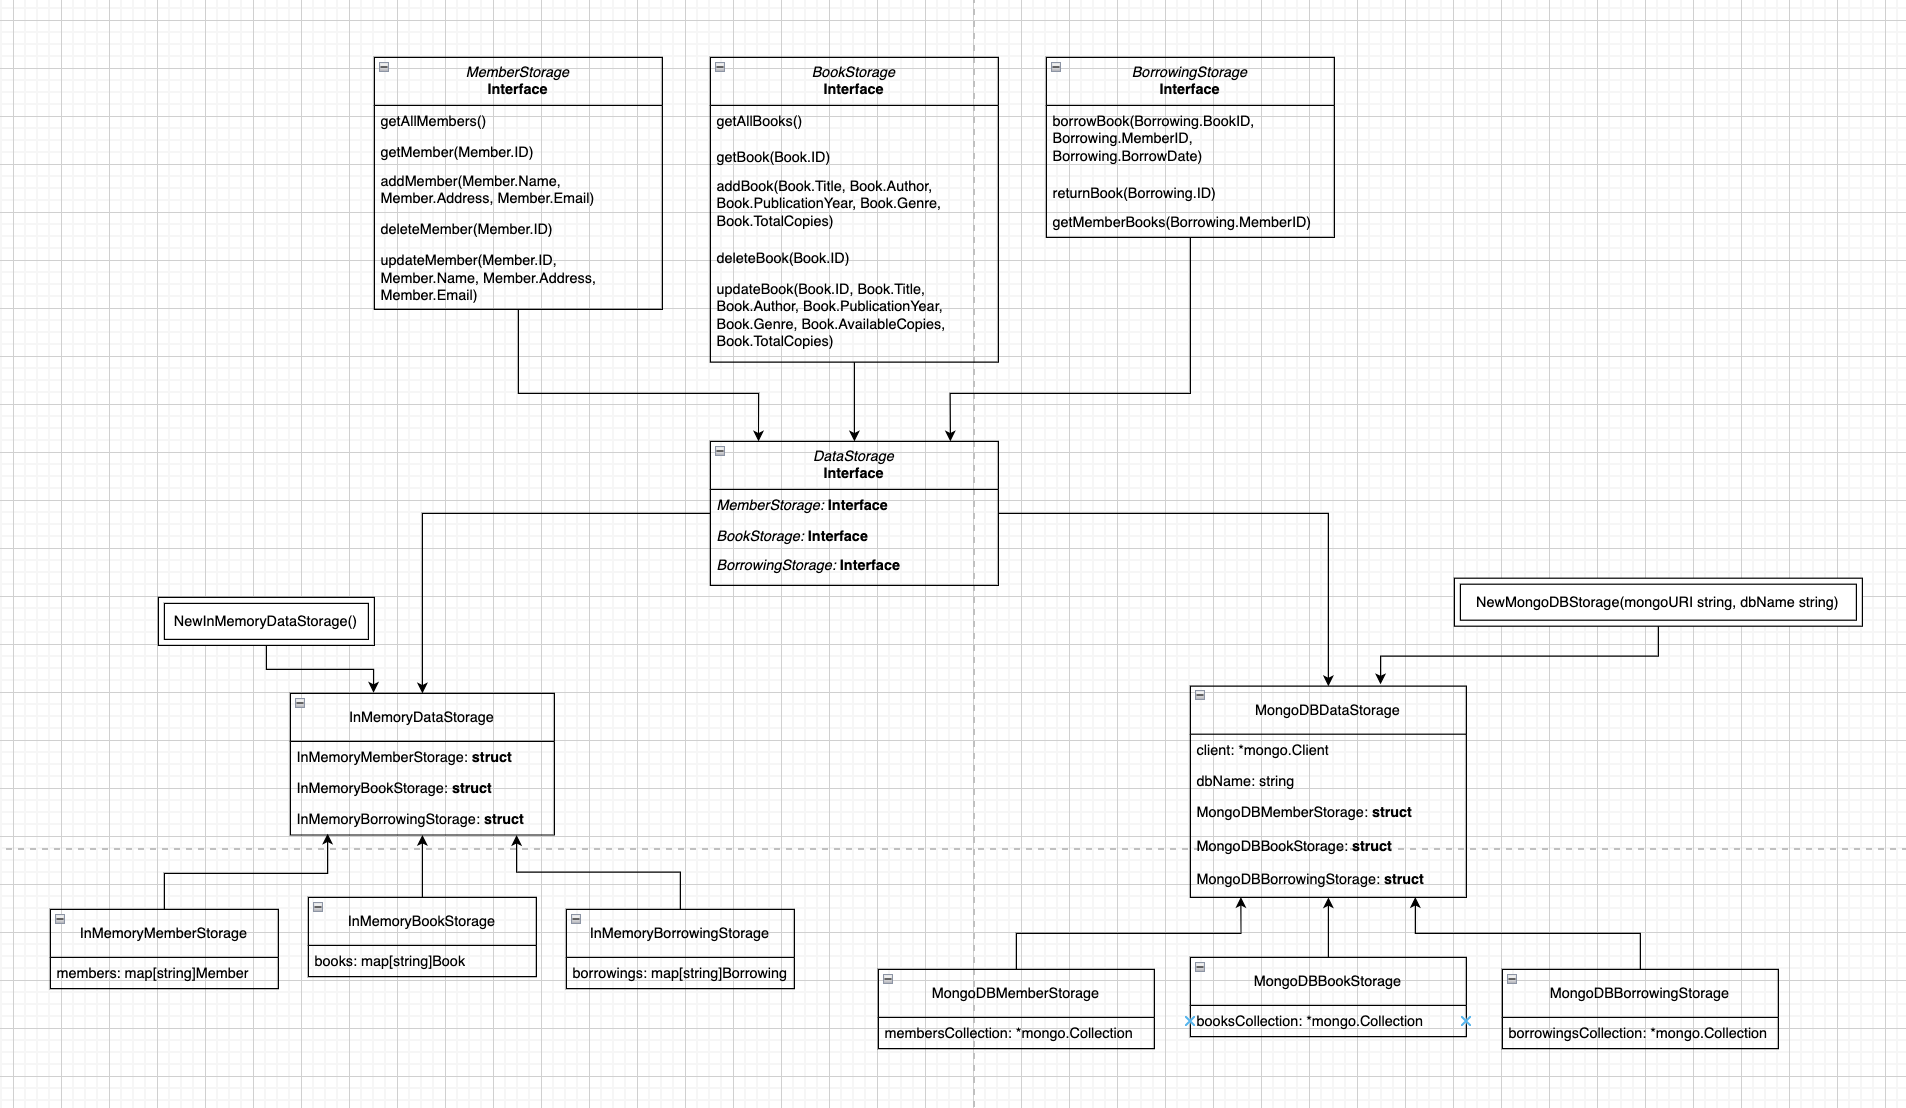 MemberStorage
Interface
getAllMembers()
getMember(Member.ID)
addMember(Member.Name,
Member.Address, Member.Email)
deleteMember(Member.ID)
updateMember(Member.ID,
Member.Name, Member.Address,
Member.Email)
BookStorage
Interface
getAllBooks()
getBook(Book.ID)
addBook(Book.Title, Book.Author,
Book.PublicationYear, Book.Genre,
Book.TotalCopies)
deleteBook(Book.ID)
updateBook(Book.ID, Book.Title,
Book.Author, Book.PublicationYear,
Book.Genre, Book.AvailableCopies,
Book.TotalCopies)
BorrowingStorage
Interface
borrowBook(Borrowing.BookID,
Borrowing.MemberID,
Borrowing.BorrowDate)
returnBook(Borrowing.ID)
getMemberBooks(Borrowing.MemberID)
DataStorage
Interface
MemberStorage: Interface
BookStorage: Interface
BorrowingStorage: Interface
NewInMemoryDataStorage()
NewMongoDBStorage(mongoURI string, dbName string)
InMemoryDataStorage
InMemoryMemberStorage: struct
InMemoryBookStorage: struct
InMemoryBorrowingStorage: struct
MongoDBDataStorage
client: *mongo.Client
dbName: string
MongoDBMemberStorage: struct
MongoDBBookStorage: struct
MongoDBBorrowingStorage: struct
InMemoryMemberStorage
members: map[string]Member
InMemoryBookStorage
books: map[string]Book
InMemoryBorrowingStorage
borrowings: map[string]Borrowing
MongoDBMemberStorage
membersCollection: *mongo.Collection
MongoDBBookStorage
booksCollection: *mongo.Collection
MongoDBBorrowingStorage
borrowingsCollection: *mongo.Collection